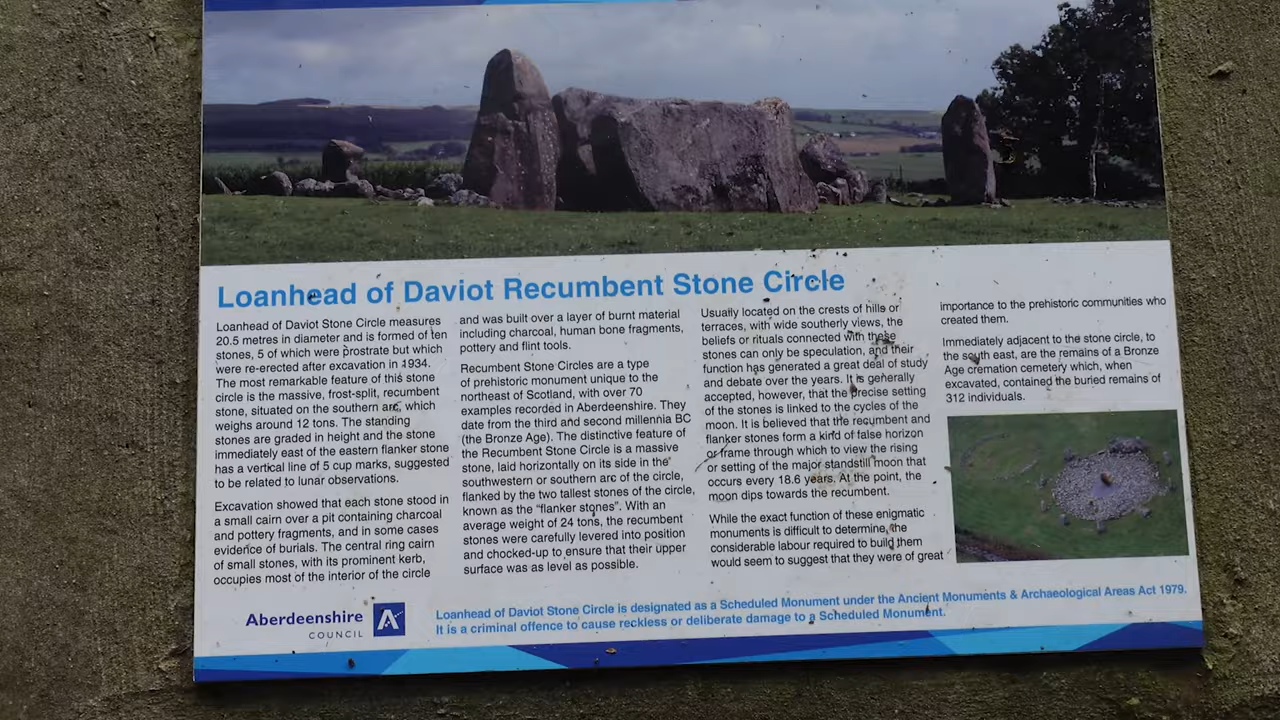 Loanhead of Daviot Recumbent Stone Circle
Loanhead of Daviot Stone Circle measures
20.5 metres in diameter and is formed of ten
stones, 5 of which were prostrate but which
were re-erected after excavation in 1934.
The most remarkable feature of this stone
circle is the massive, frost-split, recumbent
stone, situated on the southern arc, which
weighs around 12 tons. The standing
stones are graded in height and the stone
immediately east of the eastern flanker stone
has a vertical line of 5 cup marks, suggested
to be related to lunar observations.
Excavation showed that each stone stood in
a small cairn over a pit containing charcoal
and pottery fragments, and in some cases
evidence of burials. The central ring cairn
of small stones, with its prominent kerb,
occupies most of the interior of the circle
and was built over a layer of burnt material
including charcoal, human bone fragments,
pottery and flint tools.
Recumbent Stone Circles are a type
of prehistoric monument unique to the
northeast of Scotland, with over 70
examples recorded in Aberdeenshire. They
date from the third and second millennia BC
(the Bronze Age). The distinctive feature of
the Recumbent Stone Circle is a massive
stone, laid horizontally on its side in the
southwestern or southern arc of the circle,
flanked by the two tallest stones of the circle,
known as the “flanker stones”. With an
average weight of 24 tons, the recumbent
stones were carefully levered into position
and chocked-up to ensure that their upper
surface was as level as possible.
Usually located on the crests of hills or
terraces, with wide southerly views, the
beliefs or rituals connected with these
stones can only be speculation, and their
function has generated a great deal of study
and debate over the years. It is generally
accepted, however, that the precise setting
of the stones is linked to the cycles of the
moon. It is believed that the recumbent and
flanker stones form a kind of false horizon
or frame through which to view the rising
or setting of the major standstill moon that
occurs every 18.6 years. At the point, the
moon dips towards the recumbent.
While the exact function of these enigmatic
monuments is difficult to determine, the
considerable labour required to build them
would seem to suggest that they were of great
importance to the prehistoric communities who
created them.
Immediately adjacent to the stone circle, to
the south east, are the remains of a Bronze
Age cremation cemetery which, when
excavated, contained the buried remains of
312 individuals.
Aberdeenshire
COUNCIL
Loanhead of Daviot Stone Circle is designated as a Scheduled Monument under the Ancient Monuments & Archaeological Areas Act 1979.
It is a criminal offence to cause reckless or deliberate damage to a Scheduled Monument.